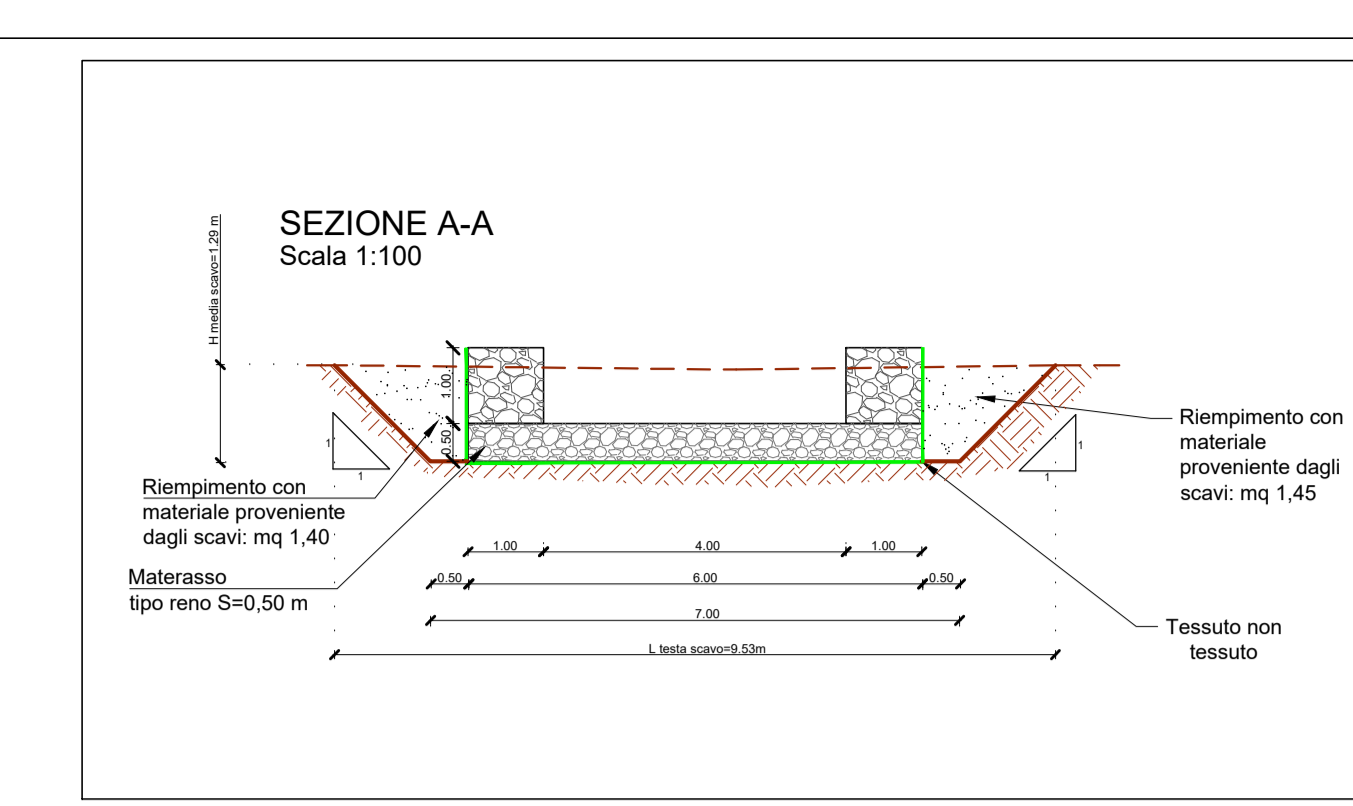 SEZIONE A-A
Scala 1:100
H media scavo=1.29 m
1.00
0.50
1
1
1
1
Riempimento con
materiale proveniente
dagli scavi: mq 1,40
Materasso
tipo reno S=0,50 m
Riempimento con
materiale
proveniente dagli
scavi: mq 1,45
Tessuto non
tessuto
1.00
4.00
1.00
0.50
6.00
0.50
7.00
L testa scavo=9.53m